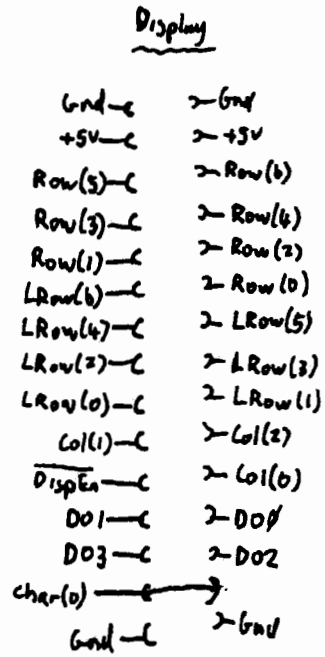 Display
Gnd Gnd
+5V +5V
Row(5) Row(6)
Row(3) Row(4)
Row(1) Row(2)
LRow(6) Row(0)
LRow(4) LRow(5)
LRow(2) LRow(3)
LRow(0) LRow(1)
Col(1) Col(2)
DispEn Col(0)
DO1 DO0
DO3 DO2
char(0)
Gnd Gnd